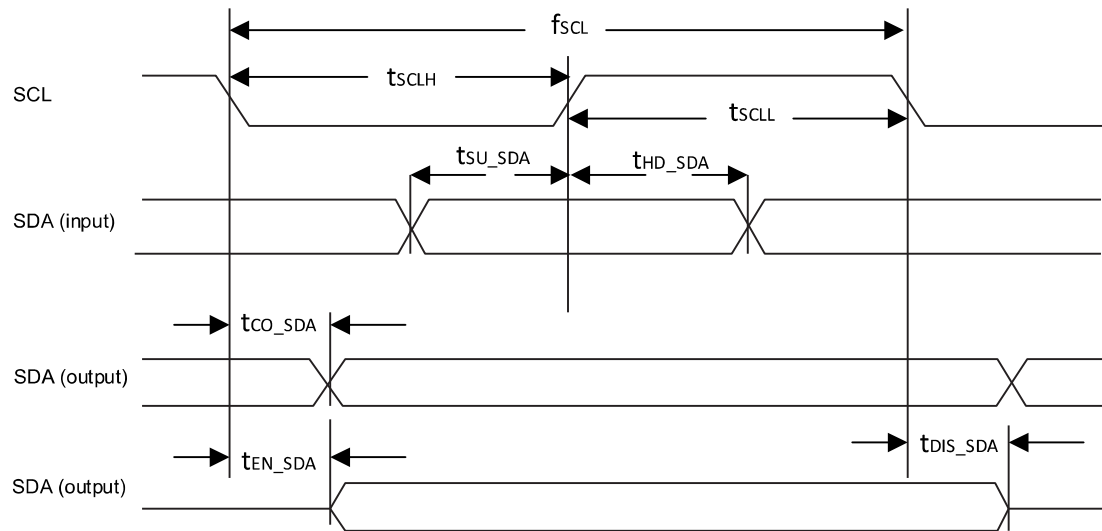 fSCL
SCL
tSCLH
tSCLL
tSU_SDA
tHD_SDA
SDA (input)
tCO_SDA
SDA (output)
tEN_SDA
tDIS_SDA
SDA (output)